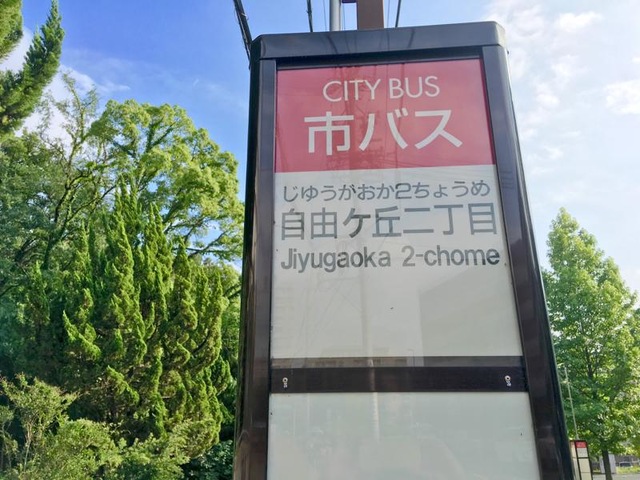 CITY BUS
市バス
じゆうがおか2ちょうめ
自由ケ丘二丁目
Jiyugaoka 2-chome